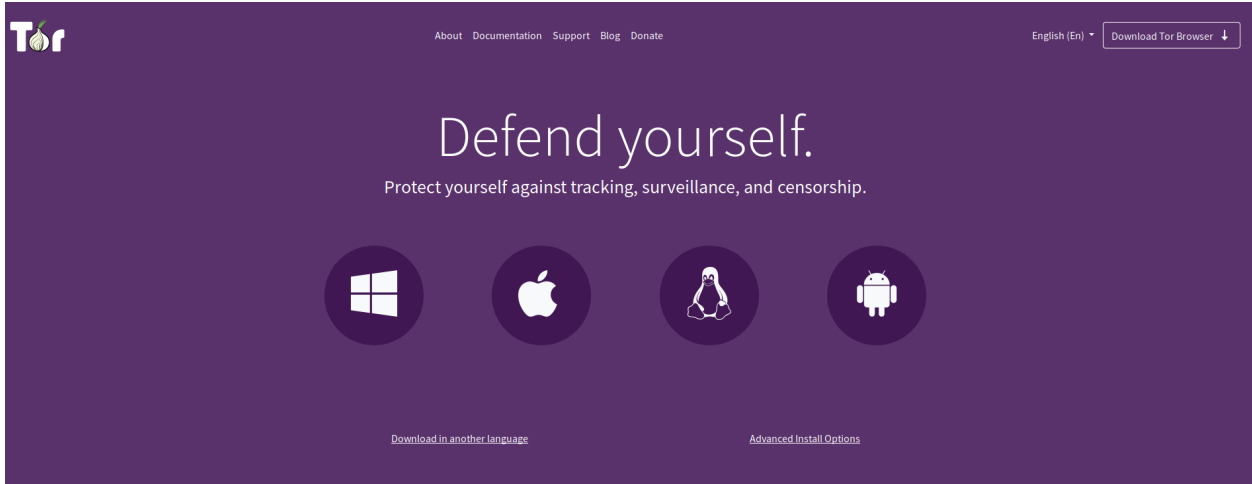 Tor
About Documentation Support Blog Donate
English (En)
Download Tor Browser
Defend yourself.
Protect yourself against tracking, surveillance, and censorship.
Download in another language
Advanced Install Options